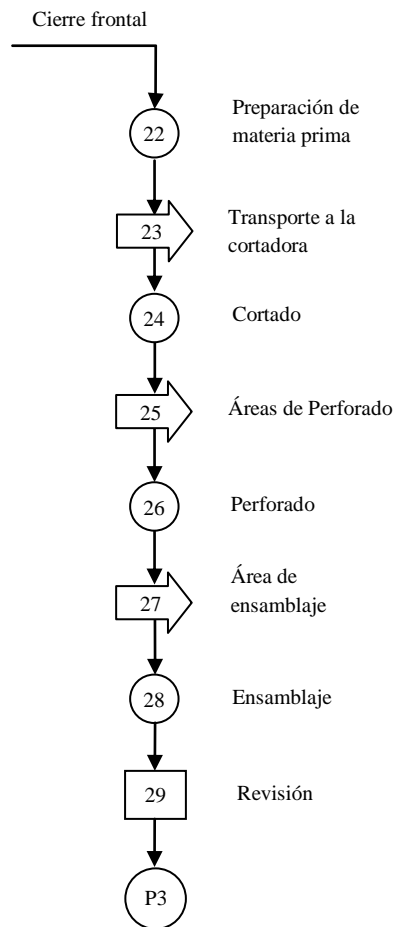 Cierre frontal
22
Preparación de
materia prima
23
Transporte a la
cortadora
24
Cortado
25
Áreas de Perforado
26
Perforado
27
Área de
ensamblaje
28
Ensamblaje
29
Revisión
P3